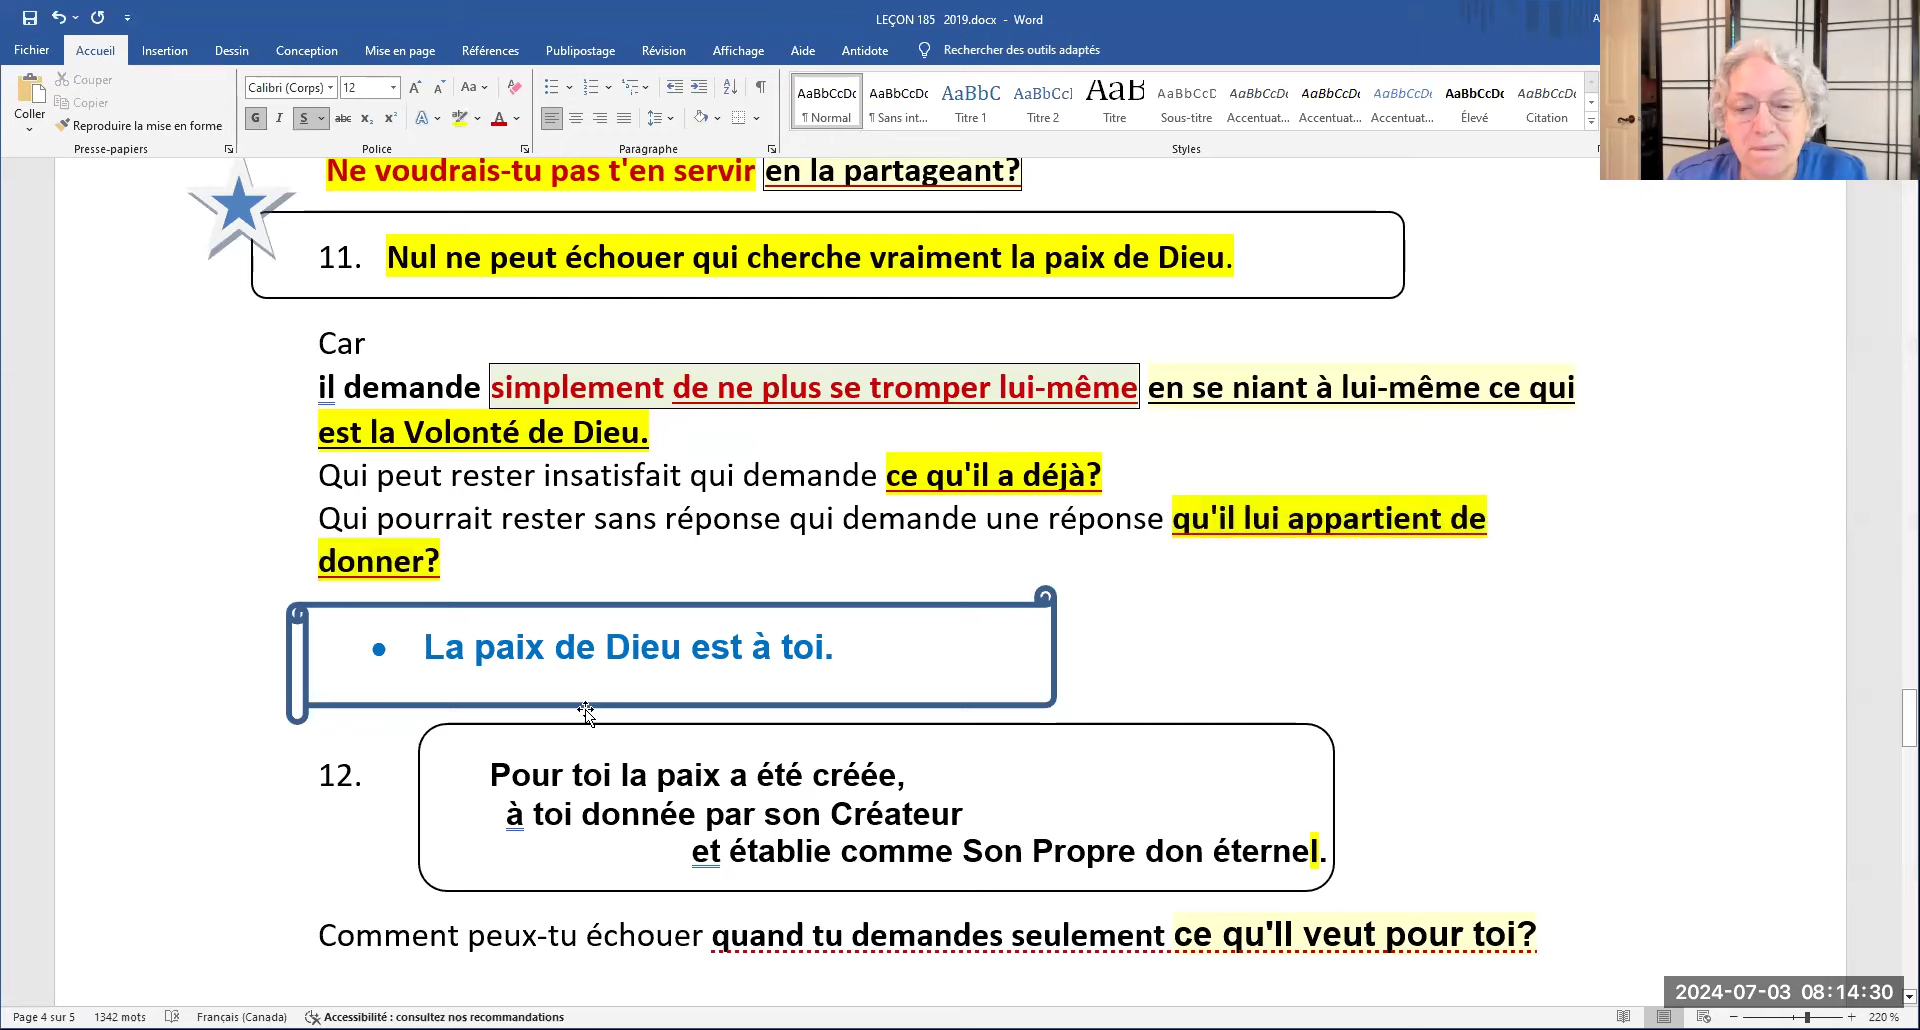 LEÇON 185 2019.docx - Word
Fichier Accueil Insertion Dessin Conception Mise en page Références Publipostage Révision Affichage Aide Antidote Rechercher des outils adaptés
Coller
Couper
Copier
Reproduire la mise en forme
Presse-papiers
Calibri (Corps) 12
Police
Paragraphe
AaBbCcDc AaBbCcDc AaBbC AaBbCcI AaB AaBbCcD AaBbCcDc AaBbCcDc AaBbCcDc AaBbCcDc AaBbCcDc
¶ Normal ¶ Sans int... Titre 1 Titre 2 Titre Sous-titre Accentuat... Accentuat... Accentuat... Élevé Citation
Styles
Ne voudrais-tu pas t'en servir en la partageant?
11. Nul ne peut échouer qui cherche vraiment la paix de Dieu.
Car
il demande simplement de ne plus se tromper lui-même en se niant à lui-même ce qui
est la Volonté de Dieu.
Qui peut rester insatisfait qui demande ce qu'il a déjà?
Qui pourrait rester sans réponse qui demande une réponse qu'il lui appartient de
donner?
• La paix de Dieu est à toi.
12. Pour toi la paix a été créée,
à toi donnée par son Créateur
et établie comme Son Propre don éternel.
Comment peux-tu échouer quand tu demandes seulement ce qu'Il veut pour toi?
2024-07-03 08:14:30
Page 4 sur 5 1342 mots Français (Canada) Accessibilité : consultez nos recommandations 220 %